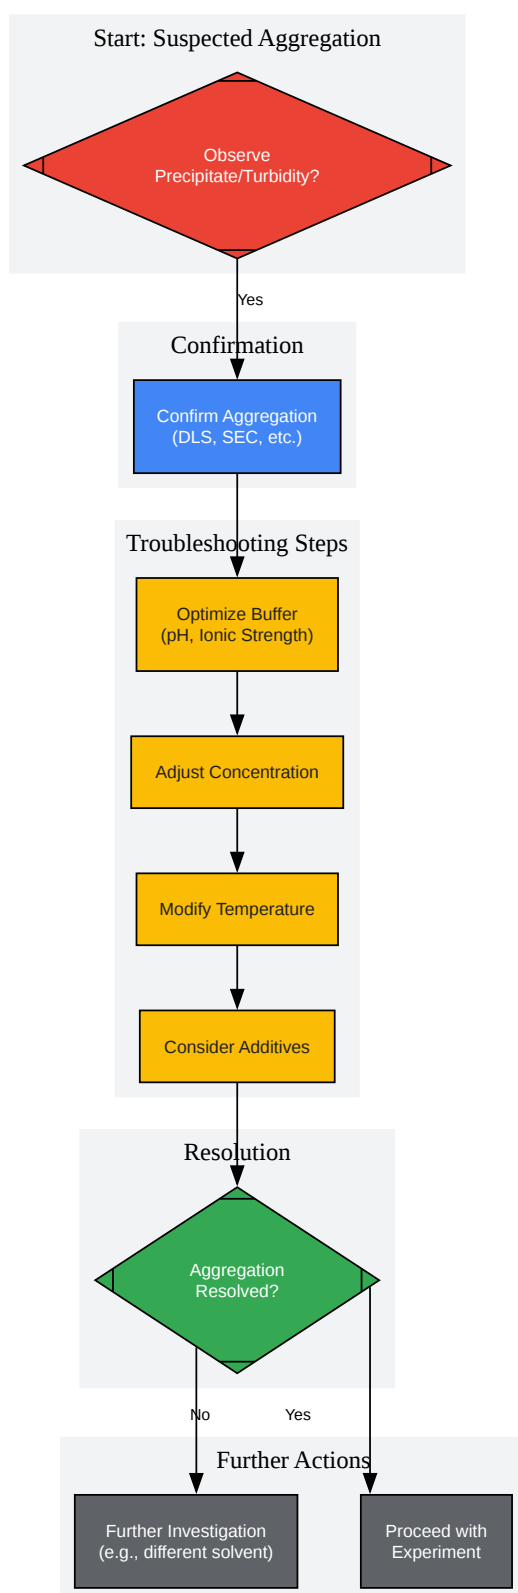 Start: Suspected Aggregation
Observe
Precipitate/Turbidity?
Yes
Confirmation
Confirm Aggregation
(DLS, SEC, etc.)
Troubleshooting Steps
Optimize Buffer
(pH, Ionic Strength)
Adjust Concentration
Modify Temperature
Consider Additives
Resolution
Aggregation
Resolved?
No
Yes
Further Actions
Further Investigation
(e.g., different solvent)
Proceed with
Experiment